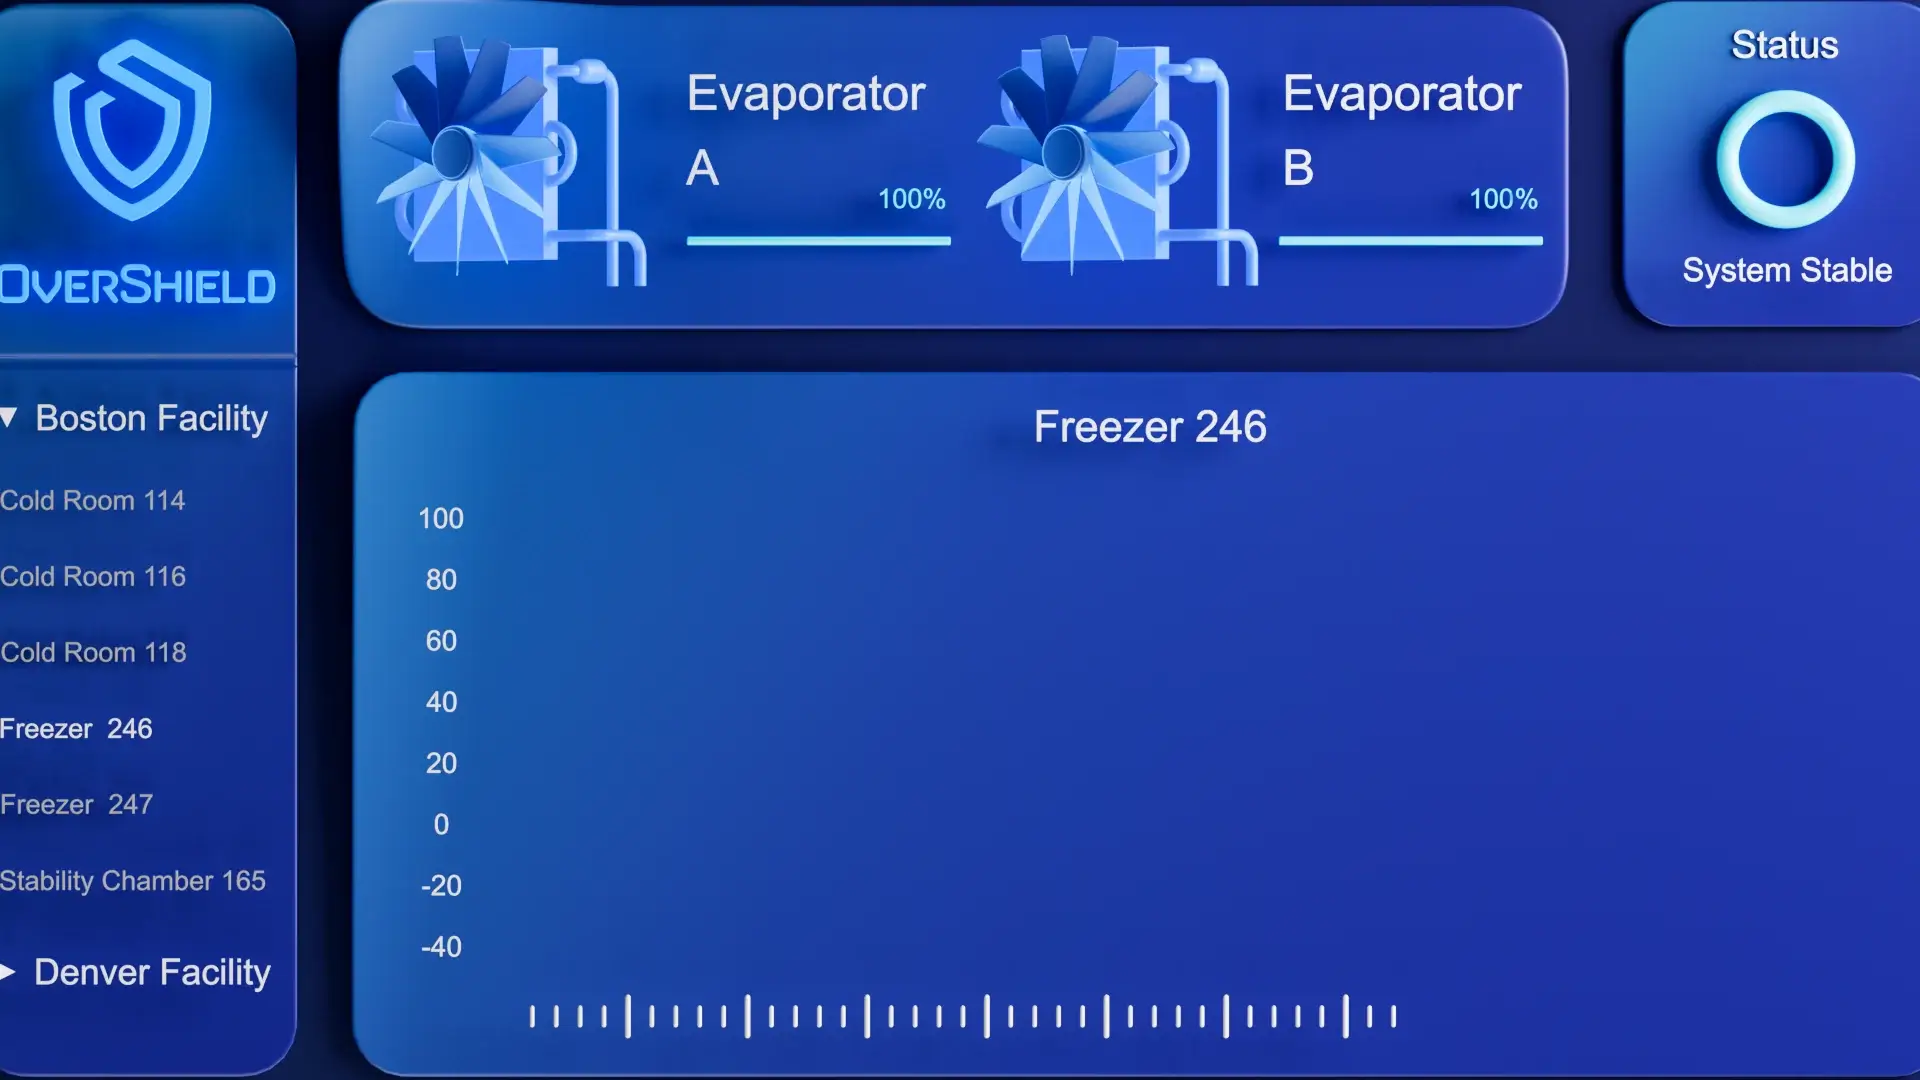 OVERSHIELD
▼ Boston Facility
Cold Room 114
Cold Room 116
Cold Room 118
Freezer 246
Freezer 247
Stability Chamber 165
► Denver Facility
Evaporator
A
100%
Evaporator
B
100%
Status
System Stable
Freezer 246
100
80
60
40
20
0
-20
-40